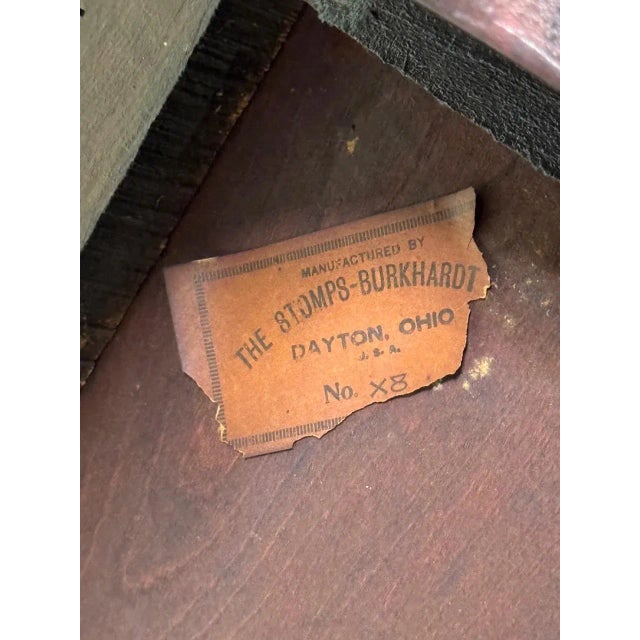 MANUFACTURED BY
THE STOMPS-BURKHARDT
DAYTON, OHIO
U.S.A.
No. X8